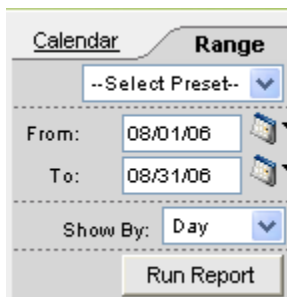 Calendar Range
--Select Preset--
From: 08/01/06
To: 08/31/06
Show By: Day
Run Report